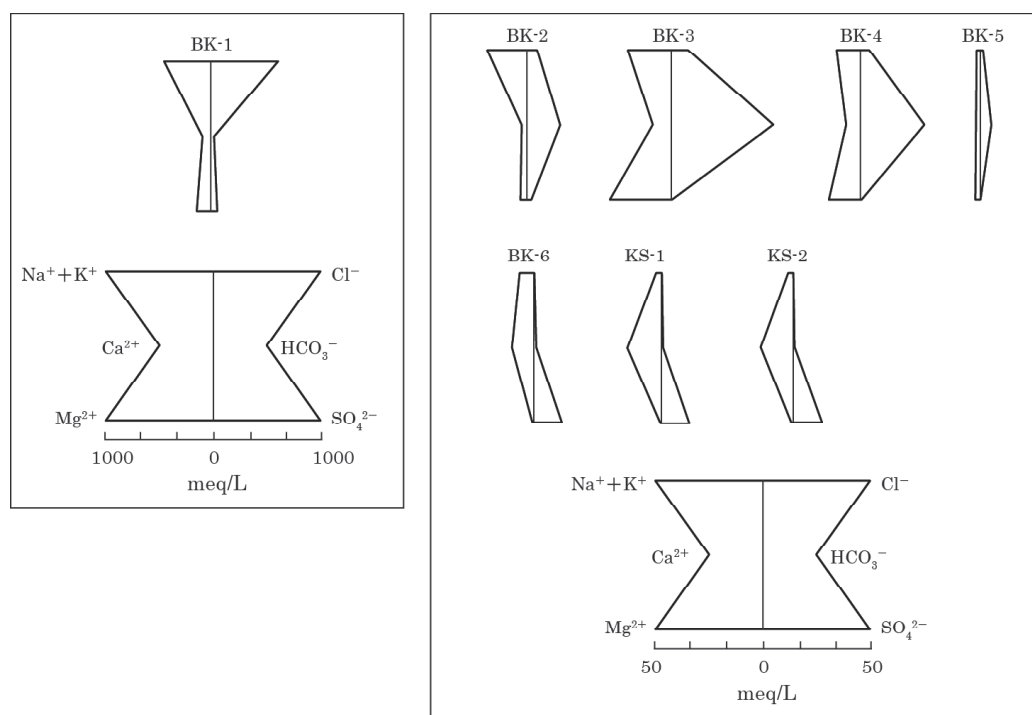 BK-1
Na⁺+K⁺ Cl⁻
Ca²⁺ HCO₃⁻
Mg²⁺ SO₄²⁻
1000 0 1000
meq/L
BK-2 BK-3 BK-4 BK-5
BK-6 KS-1 KS-2
Na⁺+K⁺ Cl⁻
Ca²⁺ HCO₃⁻
Mg²⁺ SO₄²⁻
50 0 50
meq/L